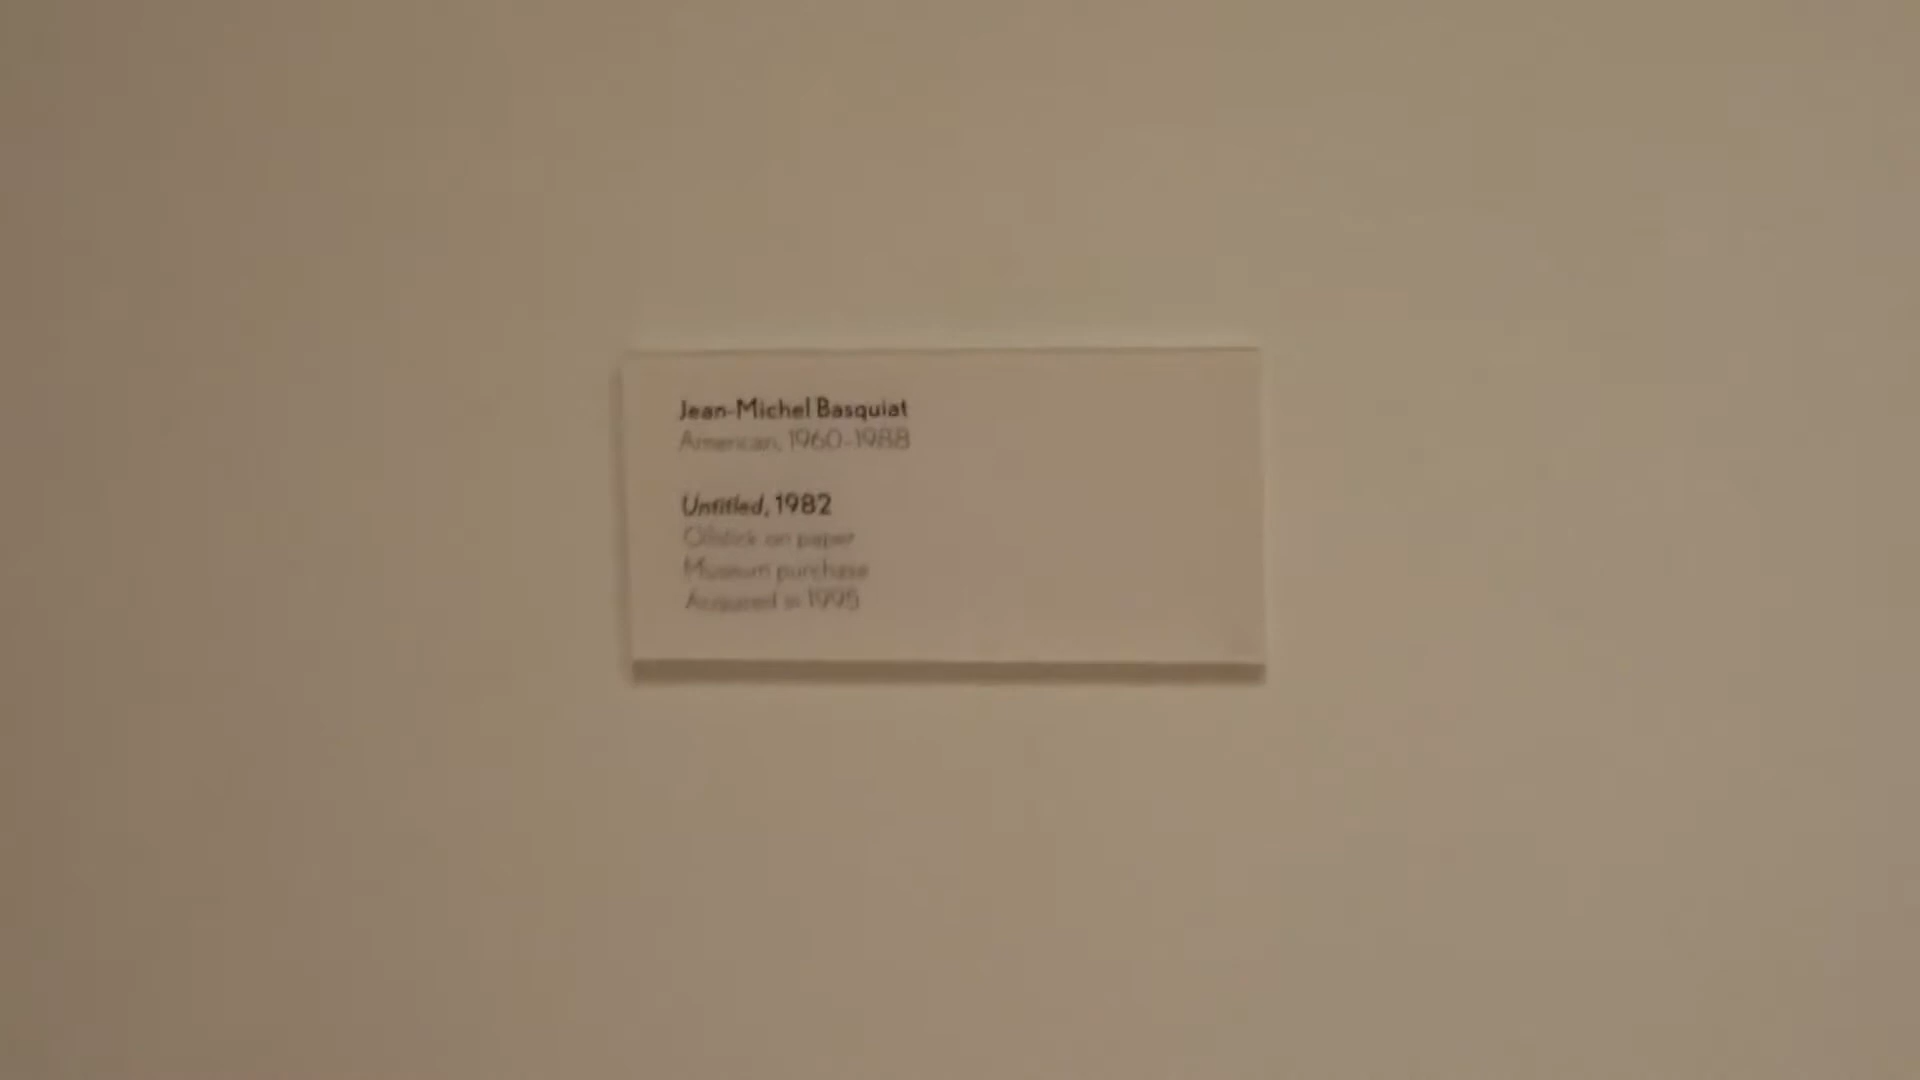 Jean-Michel Basquiat
American, 1960-1988
Untitled, 1982
Oilstick on paper
Museum purchase
Acquired in 1995